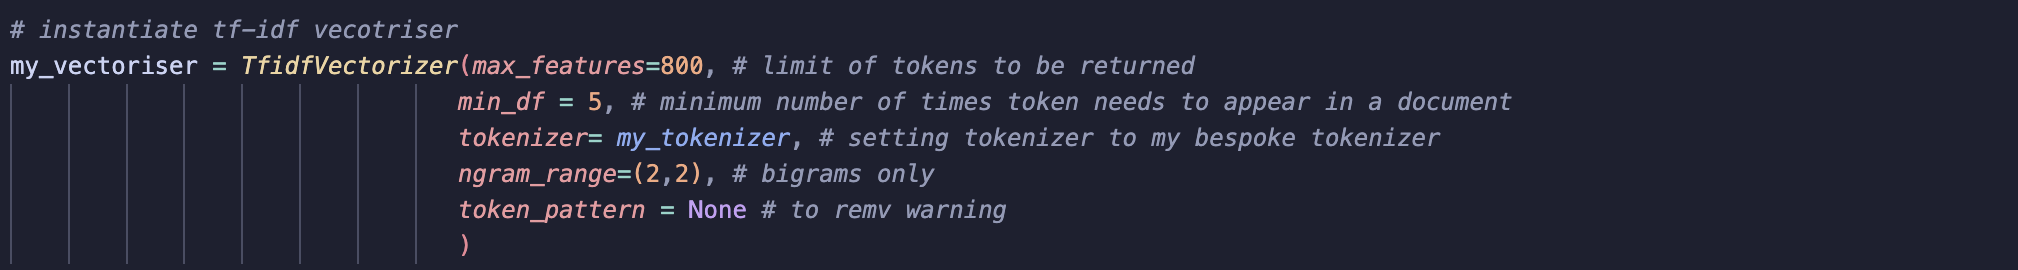 # instantiate tf-idf vecotriser
my_vectoriser = TfidfVectorizer(max_features=800, # limit of tokens to be returned
min_df = 5, # minimum number of times token needs to appear in a document
tokenizer= my_tokenizer, # setting tokenizer to my bespoke tokenizer
ngram_range=(2,2), # bigrams only
token_pattern = None # to remv warning
)